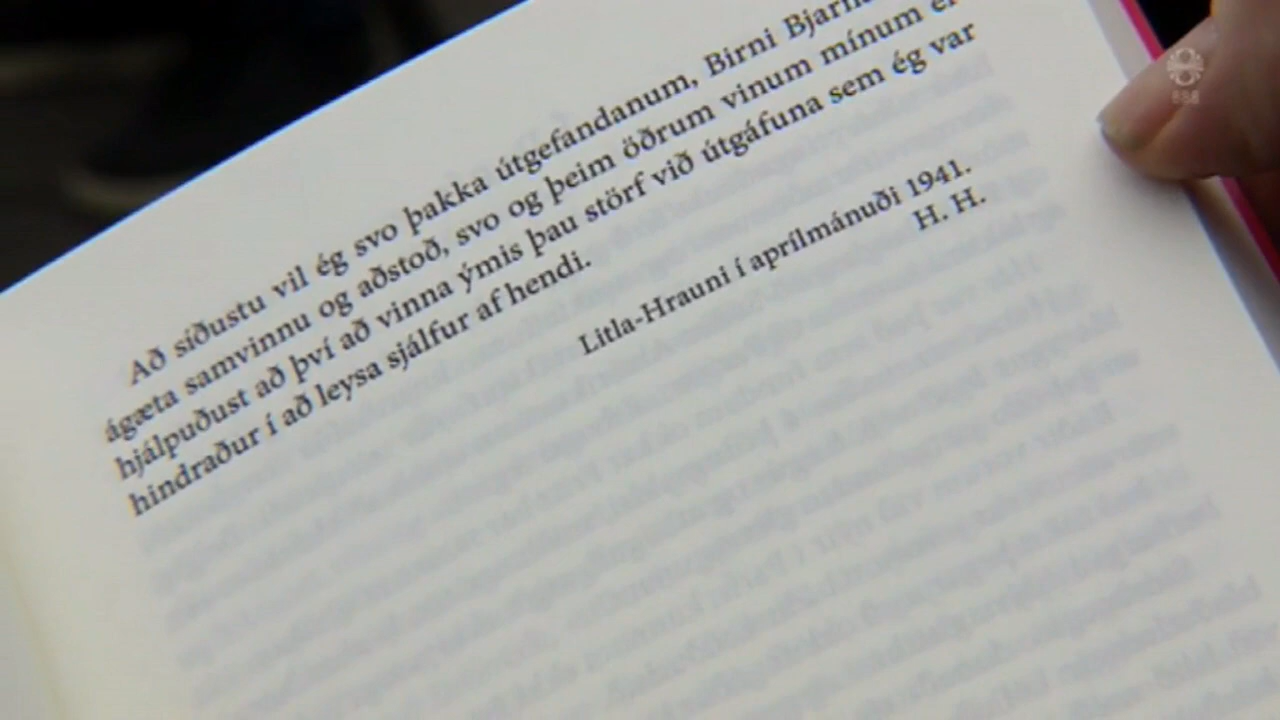 Að síðustu vil ég svo þakka útgefandanum, Birni
ágæta samvinnu og aðstoð, svo og þeim öðrum vinum mínum er
hjálpuðust að því að vinna ýmis þau störf við útgáfuna sem ég var
hindraður í að leysa sjálfur af hendi.
Litla-Hrauni í aprílmánuði 1941.
H. H.